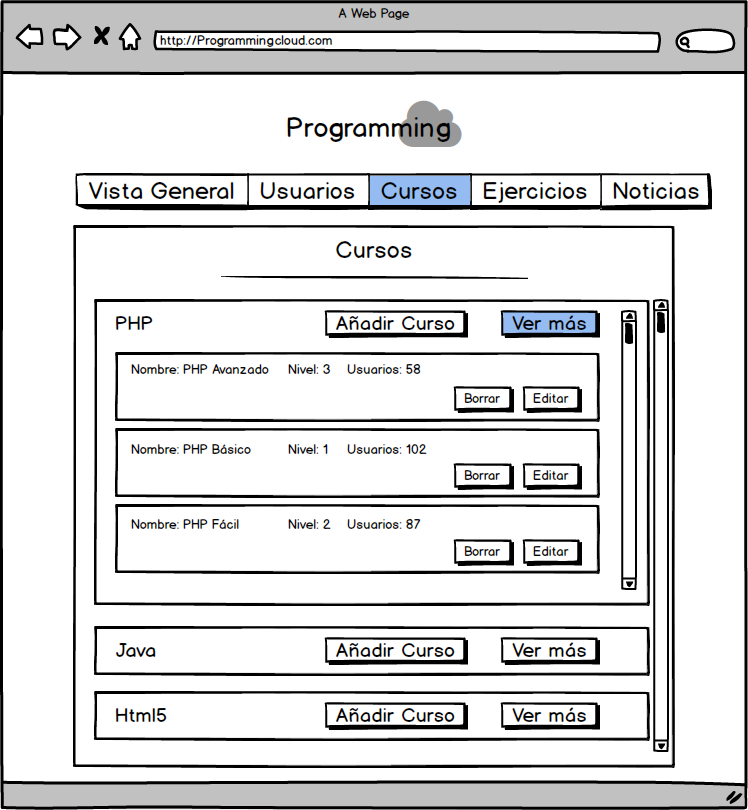 A Web Page
http://Programmingcloud.com
Programming
Vista General Usuarios Cursos Ejercicios Noticias
Cursos
PHP Añadir Curso Ver más
Nombre: PHP Avanzado Nivel: 3 Usuarios: 58
Borrar Editar
Nombre: PHP Básico Nivel: 1 Usuarios: 102
Borrar Editar
Nombre: PHP Fácil Nivel: 2 Usuarios: 87
Borrar Editar
Java Añadir Curso Ver más
Html5 Añadir Curso Ver más